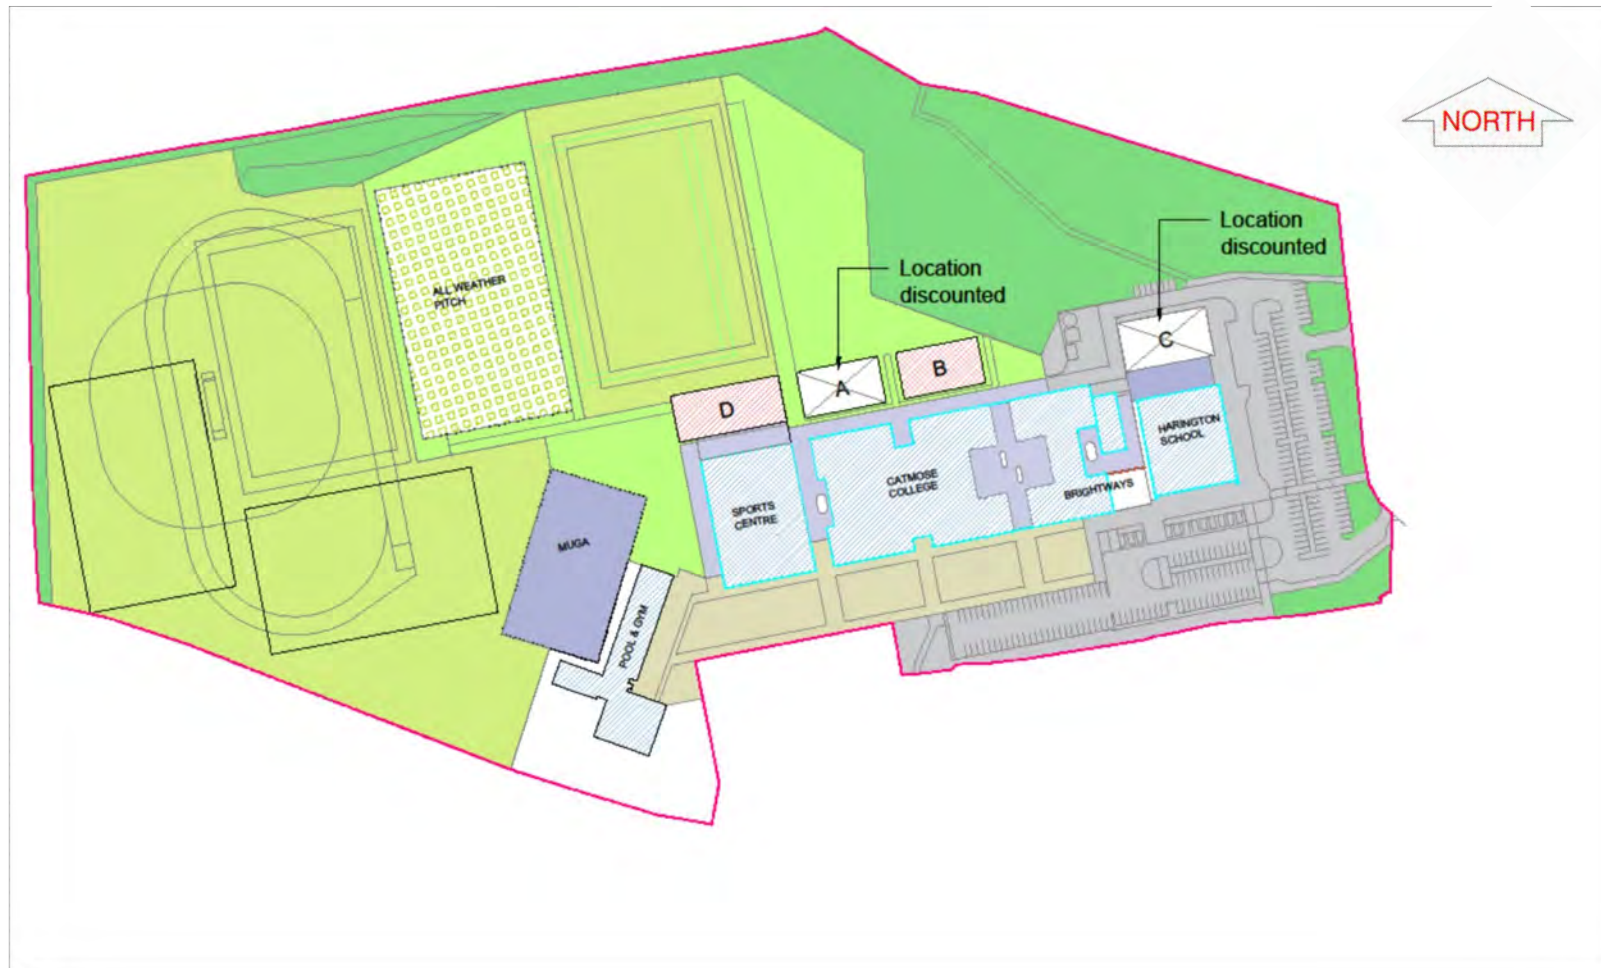 NORTH
Location
discounted
Location
discounted
ALL WEATHER
PITCH
C
B
A
D
HARINGTON
SCHOOL
CATMOSE
COLLEGE
BRIGHTWAYS
SPORTS
CENTRE
MUGA
POOL & GYM